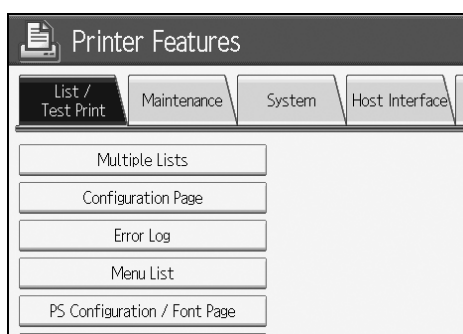 Printer Features
List /
Test Print
Maintenance
System
Host Interface
Multiple Lists
Configuration Page
Error Log
Menu List
PS Configuration / Font Page